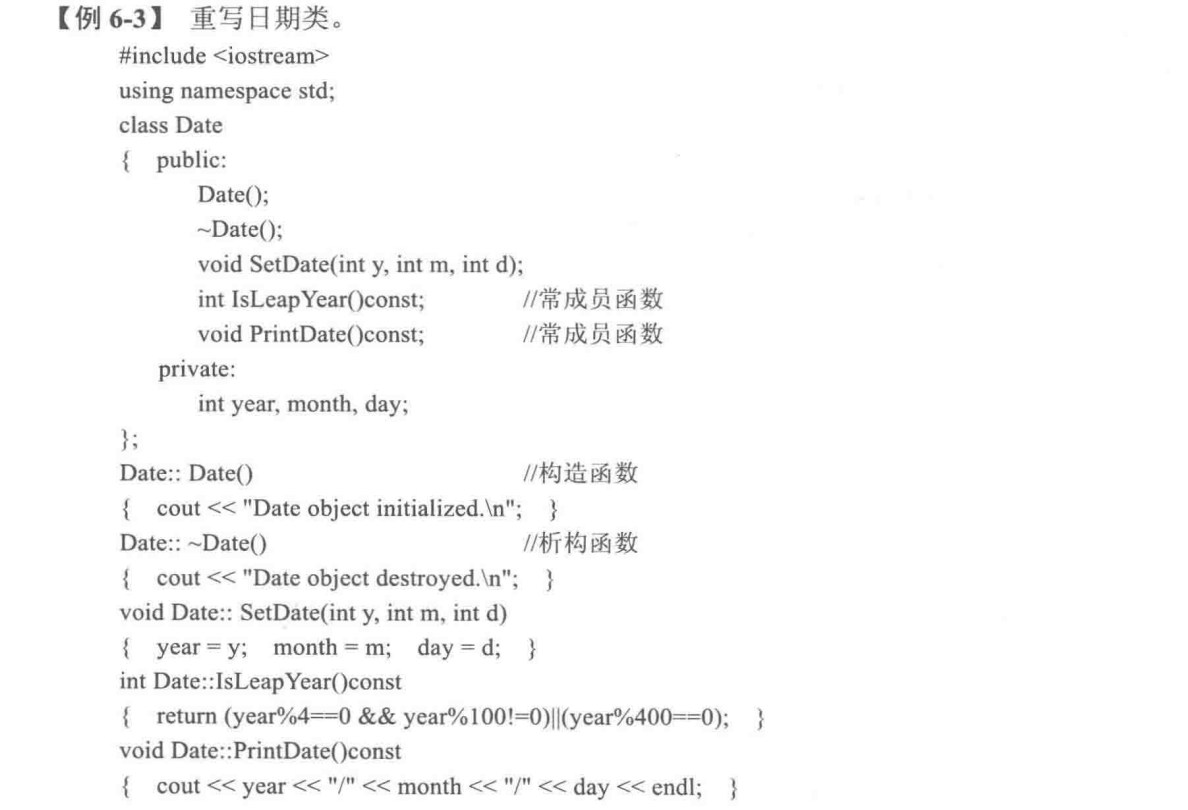 【例 6-3】 重写日期类。
#include <iostream>
using namespace std;
class Date
{ public:
Date();
~Date();
void SetDate(int y, int m, int d);
int IsLeapYear()const; //常成员函数
void PrintDate()const; //常成员函数
private:
int year, month, day;
};
Date:: Date() //构造函数
{ cout << "Date object initialized.\n"; }
Date:: ~Date() //析构函数
{ cout << "Date object destroyed.\n"; }
void Date:: SetDate(int y, int m, int d)
{ year = y; month = m; day = d; }
int Date::IsLeapYear()const
{ return (year%4==0 && year%100!=0)||(year%400==0); }
void Date::PrintDate()const
{ cout << year << "/" << month << "/" << day << endl; }